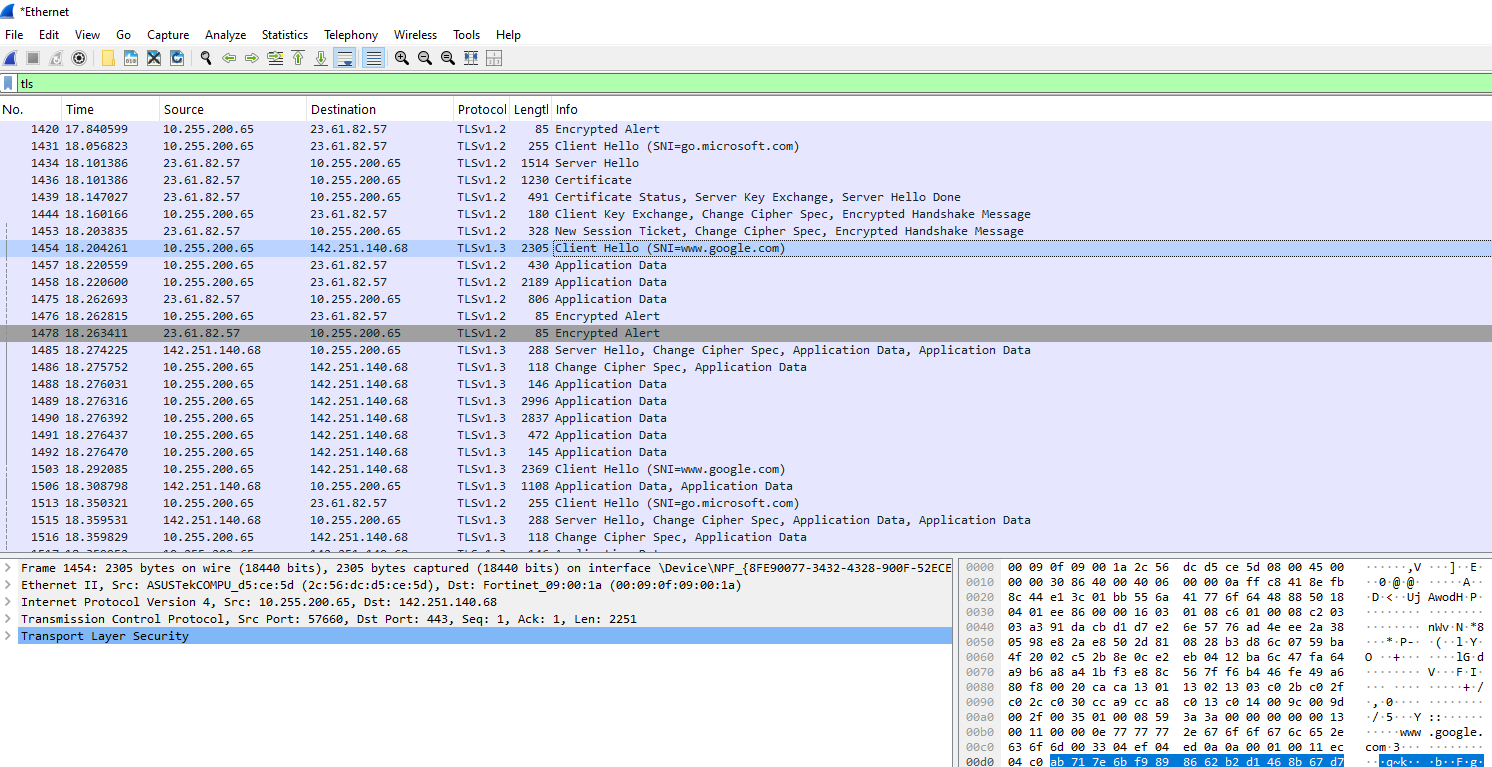 *Ethernet
File Edit View Go Capture Analyze Statistics Telephony Wireless Tools Help
tls
No. Time Source Destination Protocol Lengtl Info
1420 17.840599 10.255.200.65 23.61.82.57 TLSv1.2 85 Encrypted Alert
1431 18.056823 10.255.200.65 23.61.82.57 TLSv1.2 255 Client Hello (SNI=go.microsoft.com)
1434 18.101386 23.61.82.57 10.255.200.65 TLSv1.2 1514 Server Hello
1436 18.101386 23.61.82.57 10.255.200.65 TLSv1.2 1230 Certificate
1439 18.147027 23.61.82.57 10.255.200.65 TLSv1.2 491 Certificate Status, Server Key Exchange, Server Hello Done
1444 18.160166 10.255.200.65 23.61.82.57 TLSv1.2 180 Client Key Exchange, Change Cipher Spec, Encrypted Handshake Message
1453 18.203835 23.61.82.57 10.255.200.65 TLSv1.2 328 New Session Ticket, Change Cipher Spec, Encrypted Handshake Message
1454 18.204261 10.255.200.65 142.251.140.68 TLSv1.3 2305 Client Hello (SNI=www.google.com)
1457 18.220559 10.255.200.65 23.61.82.57 TLSv1.2 430 Application Data
1458 18.220600 10.255.200.65 23.61.82.57 TLSv1.2 2189 Application Data
1475 18.262693 23.61.82.57 10.255.200.65 TLSv1.2 806 Application Data
1476 18.262815 10.255.200.65 23.61.82.57 TLSv1.2 85 Encrypted Alert
1478 18.263411 23.61.82.57 10.255.200.65 TLSv1.2 85 Encrypted Alert
1485 18.274225 142.251.140.68 10.255.200.65 TLSv1.3 288 Server Hello, Change Cipher Spec, Application Data, Application Data
1486 18.275752 10.255.200.65 142.251.140.68 TLSv1.3 118 Change Cipher Spec, Application Data
1488 18.276031 10.255.200.65 142.251.140.68 TLSv1.3 146 Application Data
1489 18.276316 10.255.200.65 142.251.140.68 TLSv1.3 2996 Application Data
1490 18.276392 10.255.200.65 142.251.140.68 TLSv1.3 2837 Application Data
1491 18.276437 10.255.200.65 142.251.140.68 TLSv1.3 472 Application Data
1492 18.276470 10.255.200.65 142.251.140.68 TLSv1.3 145 Application Data
1503 18.292085 10.255.200.65 142.251.140.68 TLSv1.3 2369 Client Hello (SNI=www.google.com)
1506 18.308798 142.251.140.68 10.255.200.65 TLSv1.3 1108 Application Data, Application Data
1513 18.350321 10.255.200.65 23.61.82.57 TLSv1.2 255 Client Hello (SNI=go.microsoft.com)
1515 18.359531 142.251.140.68 10.255.200.65 TLSv1.3 288 Server Hello, Change Cipher Spec, Application Data, Application Data
1516 18.359829 10.255.200.65 142.251.140.68 TLSv1.3 118 Change Cipher Spec, Application Data
Frame 1454: 2305 bytes on wire (18440 bits), 2305 bytes captured (18440 bits) on interface \Device\NPF_{8FE90077-3432-4328-900F-52ECE
Ethernet II, Src: ASUSTekCOMPU_d5:ce:5d (2c:56:dc:d5:ce:5d), Dst: Fortinet_09:00:1a (00:09:0f:09:00:1a)
Internet Protocol Version 4, Src: 10.255.200.65, Dst: 142.251.140.68
Transmission Control Protocol, Src Port: 57660, Dst Port: 443, Seq: 1, Ack: 1, Len: 2251
Transport Layer Security
0000 00 09 0f 09 00 1a 2c 56 dc d5 ce 5d 08 00 45 00 ······,V ···]··E·
0010 00 00 30 86 40 00 40 06 00 00 0a ff c8 41 8e fb ··0·@·@· ·····A··
0020 8c 44 e1 3c 01 bb 55 6a 41 77 6f 64 48 88 50 18 ·D·<··Uj AwodH·P·
0030 04 01 ee 86 00 00 16 03 01 08 c6 01 00 08 c2 03 ········ ········
0040 03 a3 91 da cb d1 d7 e2 6e 57 76 ad 4e ee 2a 38 ········ nWv·N·*8
0050 05 98 e8 2a e8 50 2d 81 08 28 b3 d8 6c 07 59 ba ···*·P-· ·(··l·Y·
0060 4f 20 02 c5 2b 8e 0c e2 eb 04 12 ba 6c 47 fa 64 O ··+··· ····lG·d
0070 a9 b6 a8 a4 1b f3 e8 8c 56 7f f6 b4 46 fe 49 a6 ········ V···F·I·
0080 80 f8 00 20 ca ca 13 01 13 02 13 03 c0 2b c0 2f ··· ···· ·····+·/
0090 c0 2c c0 30 cc a9 cc a8 c0 13 c0 14 00 9c 00 9d ·,·0···· ········
00a0 00 2f 00 35 01 00 08 59 3a 3a 00 00 00 00 00 13 ·/·5···Y ::······
00b0 00 11 00 00 0e 77 77 77 2e 67 6f 6f 67 6c 65 2e ·····www .google.
00c0 63 6f 6d 00 33 04 ef 04 ed 0a 0a 00 01 00 11 ec com·3··· ········
00d0 04 c0 ab 71 7e 6b f9 89 86 62 b2 d1 46 8b 67 d7 ···q~k·· ·b··F·g·